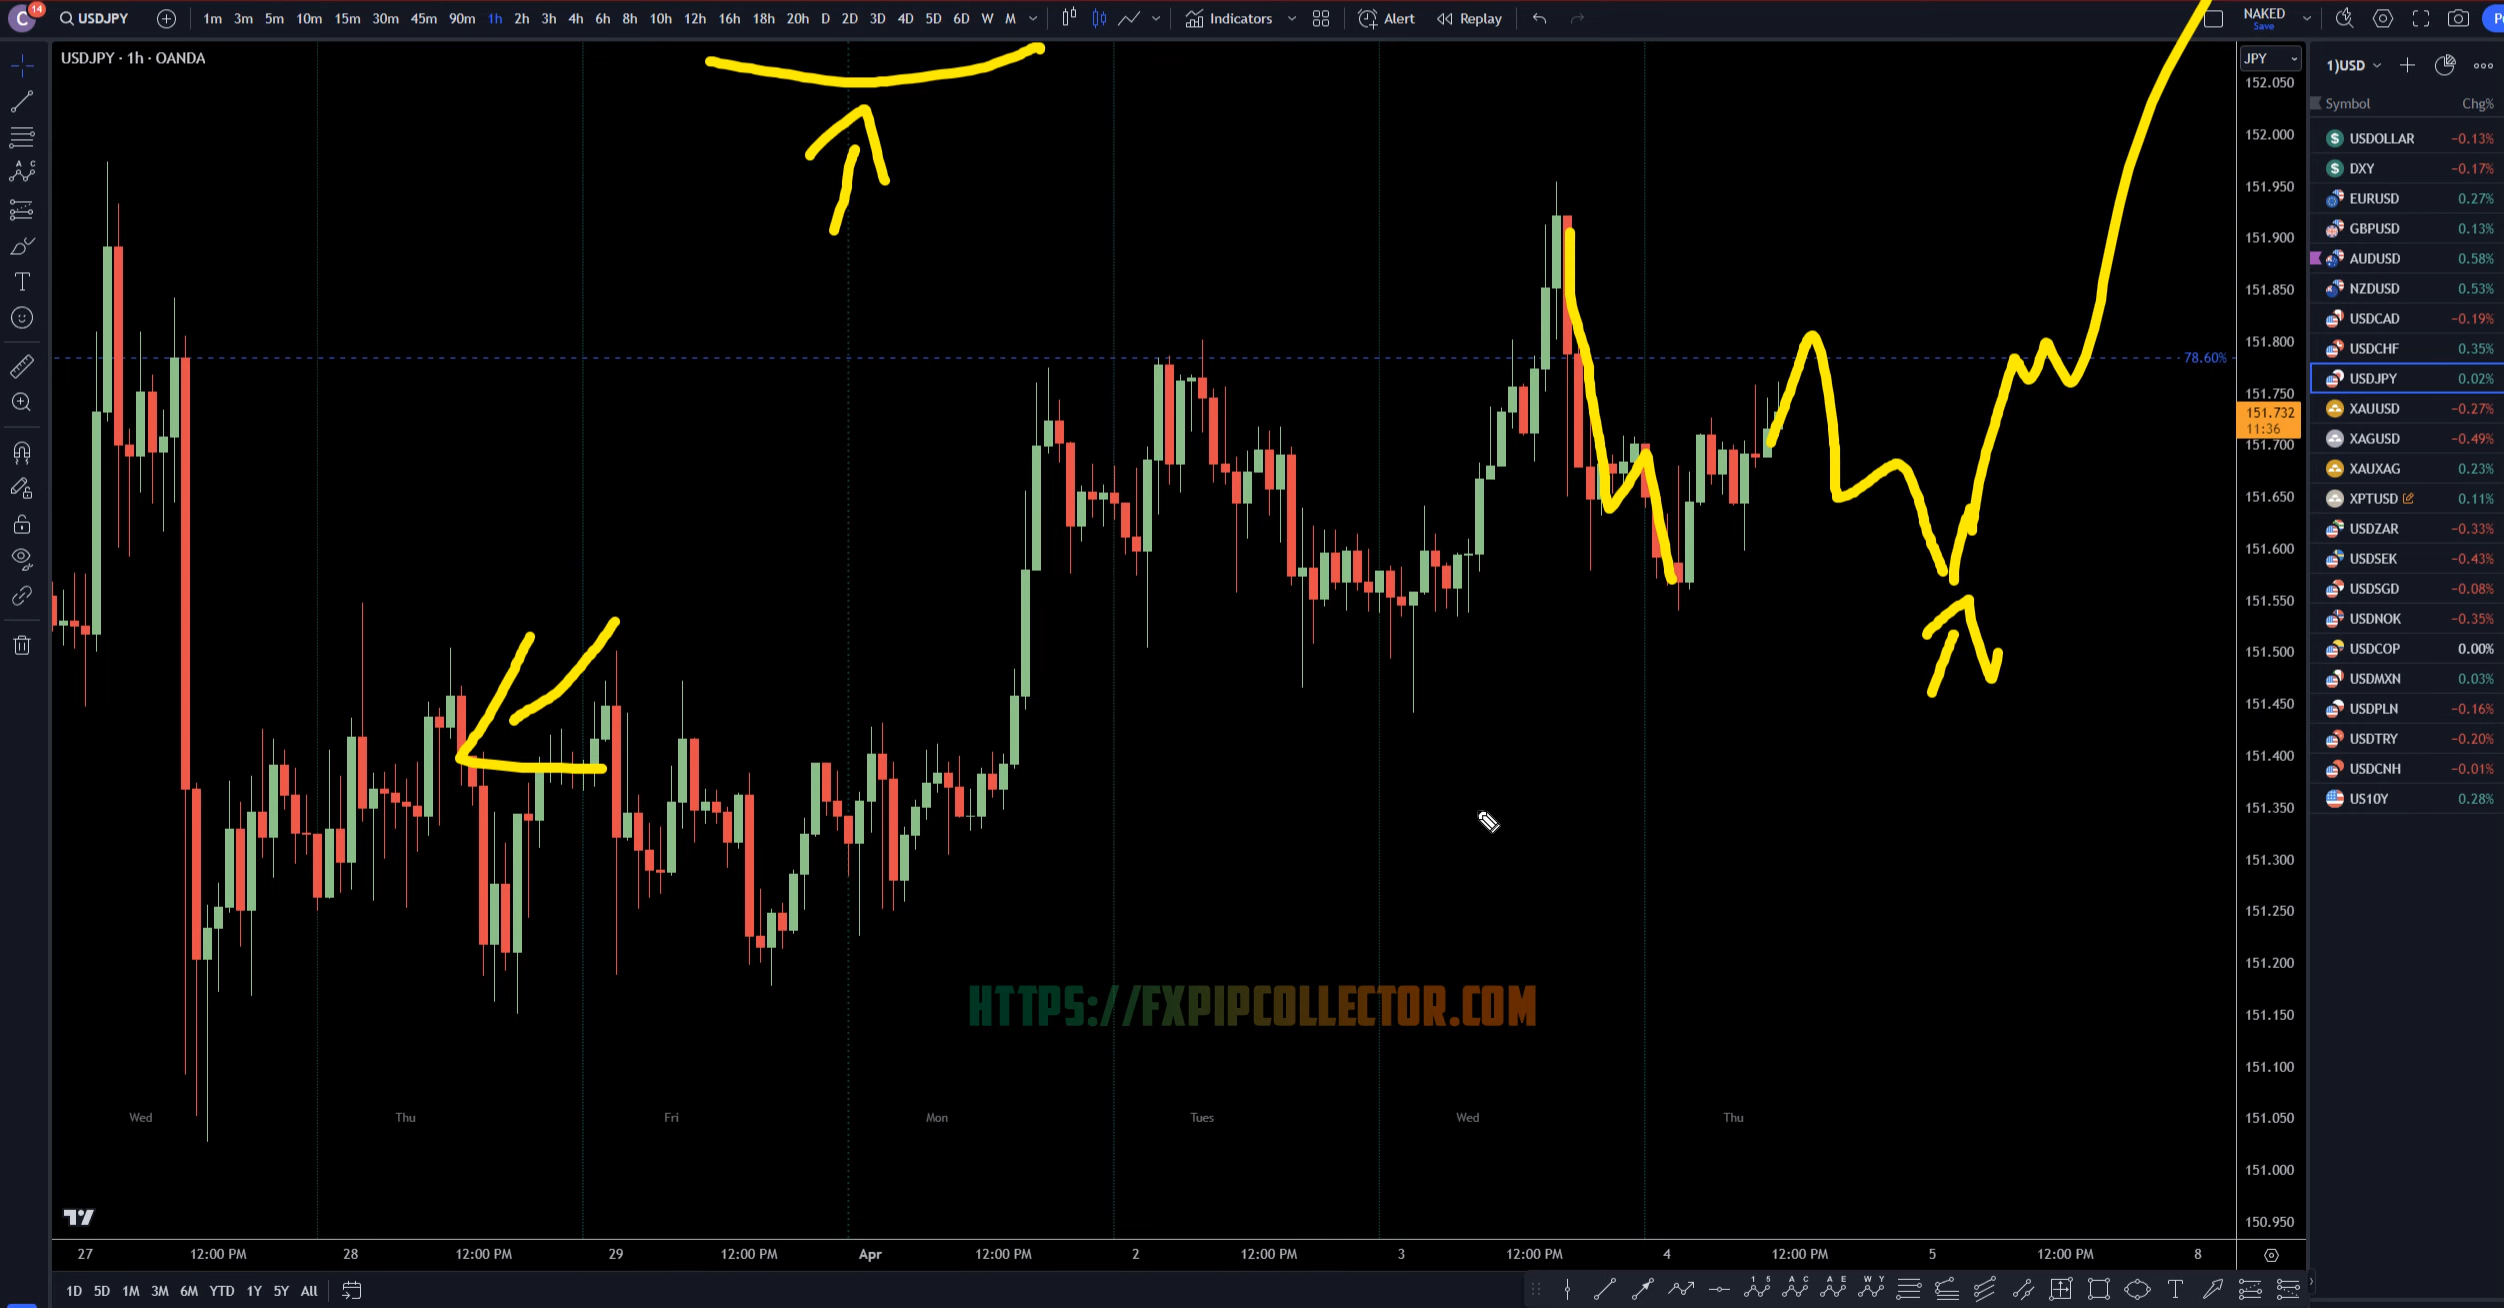 C 14 USDJPY 1m 3m 5m 10m 15m 30m 45m 90m 1h 2h 3h 4h 6h 8h 10h 12h 16h 18h 20h D 2D 3D 4D 5D 6D W M Indicators Alert Replay NAKED
Save
USDJPY · 1h · OANDA
JPY
152.050
152.000
151.950
151.900
151.850
151.800
78.60%
151.750
151.732
11:36
151.700
151.650
151.600
151.550
151.500
151.450
151.400
151.350
151.300
151.250
151.200
151.150
151.100
151.050
151.000
150.950
1)USD
Symbol Chg%
USDOLLAR −0.13%
DXY −0.17%
EURUSD 0.27%
GBPUSD 0.13%
AUDUSD 0.58%
NZDUSD 0.53%
USDCAD −0.19%
USDCHF 0.35%
USDJPY 0.02%
XAUUSD −0.27%
XAGUSD −0.49%
XAUXAG 0.23%
XPTUSD 0.11%
USDZAR −0.33%
USDSEK −0.43%
USDSGD −0.08%
USDNOK −0.35%
USDCOP 0.00%
USDMXN 0.03%
USDPLN −0.16%
USDTRY −0.20%
USDCNH −0.01%
US10Y 0.28%
HTTPS://FXPIPCOLLECTOR.COM
Wed Thu Fri Mon Tues Wed Thu
27 12:00 PM 28 12:00 PM 29 12:00 PM Apr 12:00 PM 2 12:00 PM 3 12:00 PM 4 12:00 PM 5 12:00 PM 8
1D 5D 1M 3M 6M YTD 1Y 5Y All